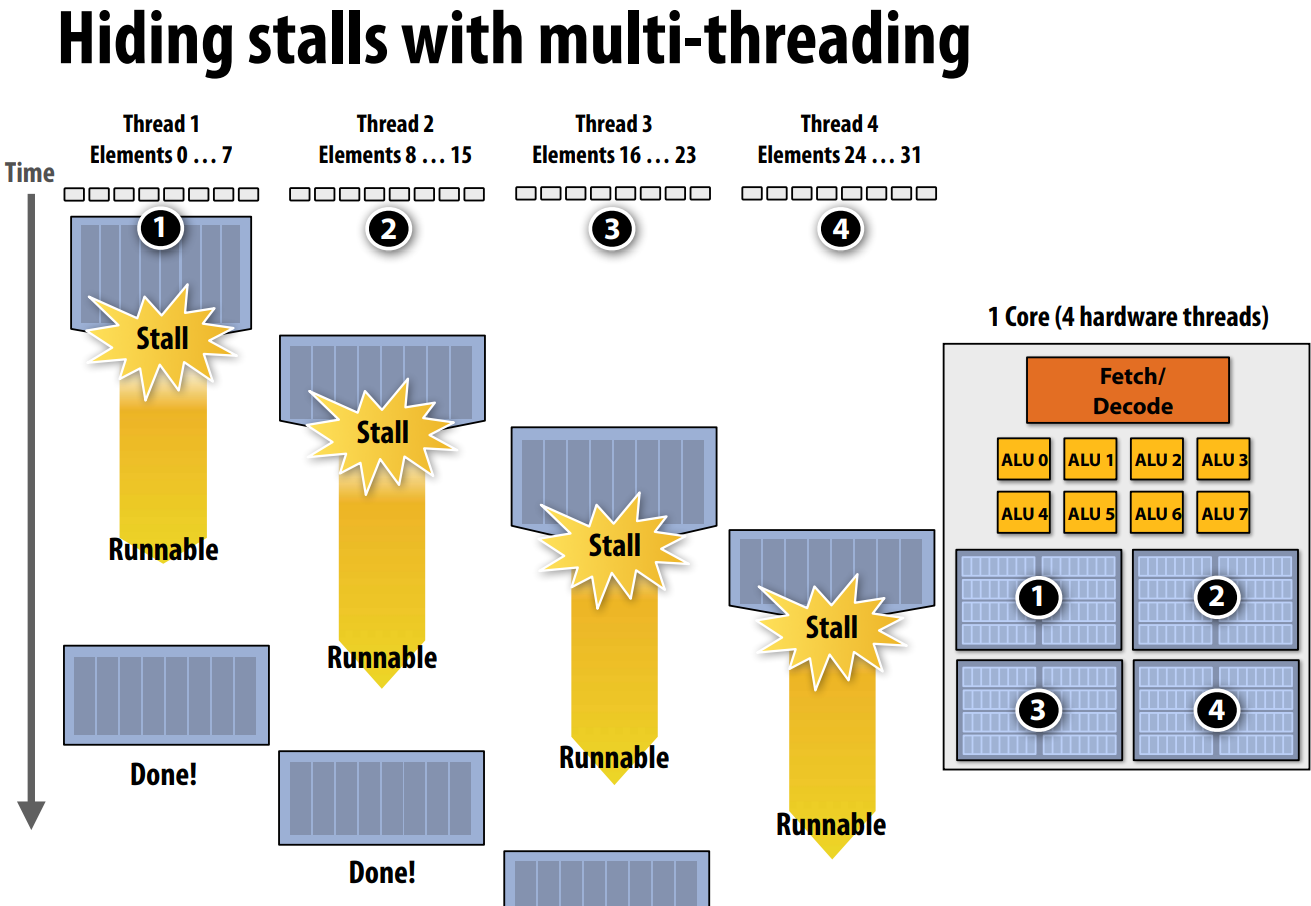 Hiding stalls with multi-threading
Thread 1
Elements 0 … 7
Thread 2
Elements 8 … 15
Thread 3
Elements 16 … 23
Thread 4
Elements 24 … 31
Time
1
2
3
4
Stall
Stall
Stall
Stall
Runnable
Runnable
Runnable
Runnable
Done!
Done!
1 Core (4 hardware threads)
Fetch/
Decode
ALU 0 ALU 1 ALU 2 ALU 3
ALU 4 ALU 5 ALU 6 ALU 7
1 2
3 4